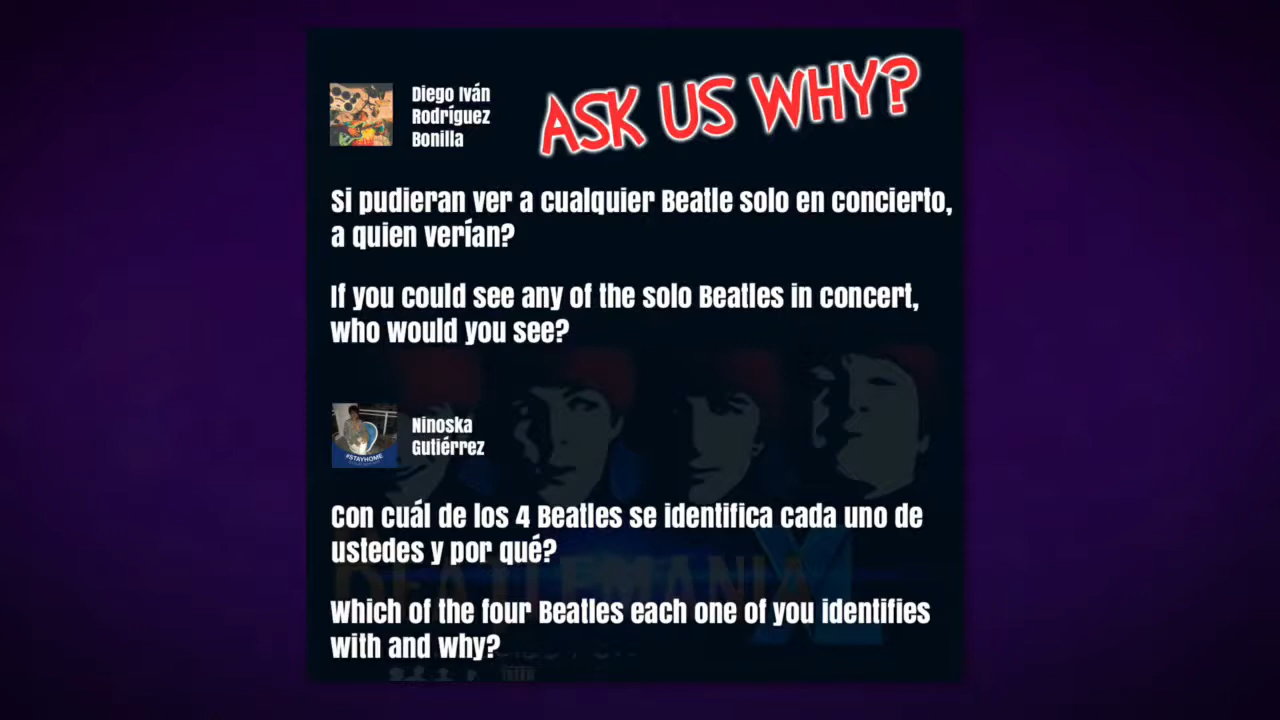 Diego Iván
Rodríguez
Bonilla
ASK US WHY?
Si pudieran ver a cualquier Beatle solo en concierto,
a quien verían?
If you could see any of the solo Beatles in concert,
who would you see?
#STAYHOME
Ninoska
Gutiérrez
Con cuál de los 4 Beatles se identifica cada uno de
ustedes y por qué?
BEATLEMANIA
Which of the four Beatles each one of you identifies
with and why?